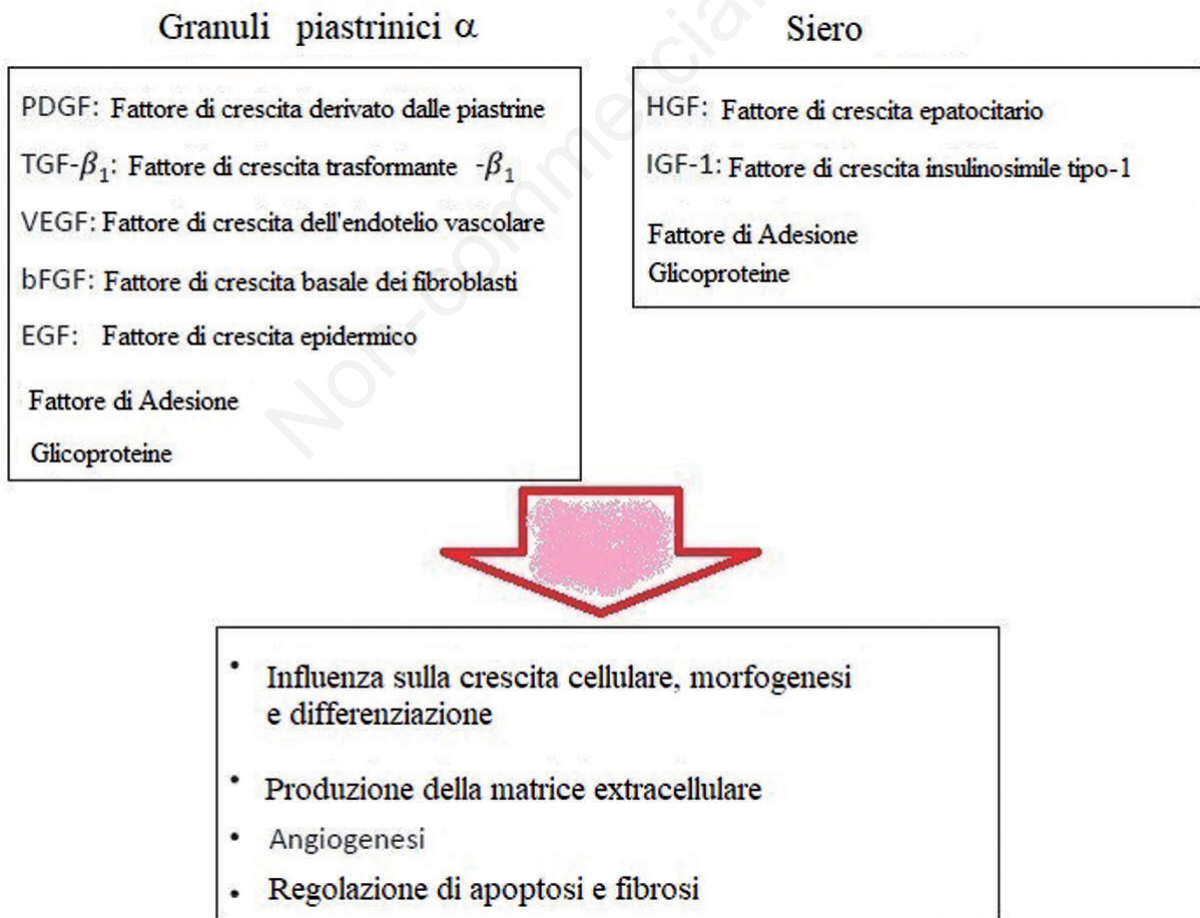 Granuli piastrinici α
PDGF: Fattore di crescita derivato dalle piastrine
TGF-β₁: Fattore di crescita trasformante -β₁
VEGF: Fattore di crescita dell'endotelio vascolare
bFGF: Fattore di crescita basale dei fibroblasti
EGF: Fattore di crescita epidermico
Fattore di Adesione
Glicoproteine
Siero
HGF: Fattore di crescita epatocitario
IGF-1: Fattore di crescita insulinosimile tipo-1
Fattore di Adesione
Glicoproteine
• Influenza sulla crescita cellulare, morfogenesi
e differenziazione
• Produzione della matrice extracellulare
• Angiogenesi
• Regolazione di apoptosi e fibrosi
Non-commercial